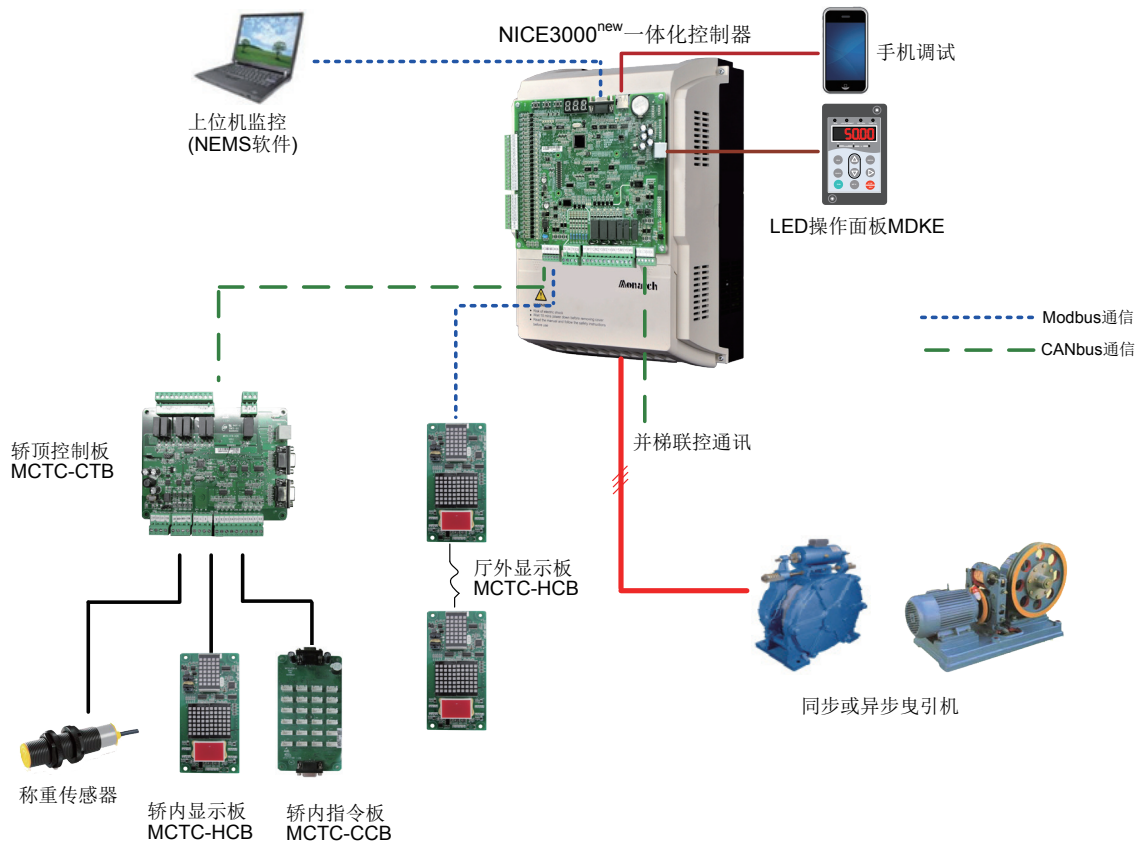 NICE3000new一体化控制器
手机调试
上位机监控
(NEMS软件)
50.00
LED操作面板MDKE
Monarch
Modbus通信
CANbus通信
轿顶控制板
MCTC-CTB
并梯联控通讯
厅外显示板
MCTC-HCB
同步或异步曳引机
称重传感器
轿内显示板
MCTC-HCB
轿内指令板
MCTC-CCB